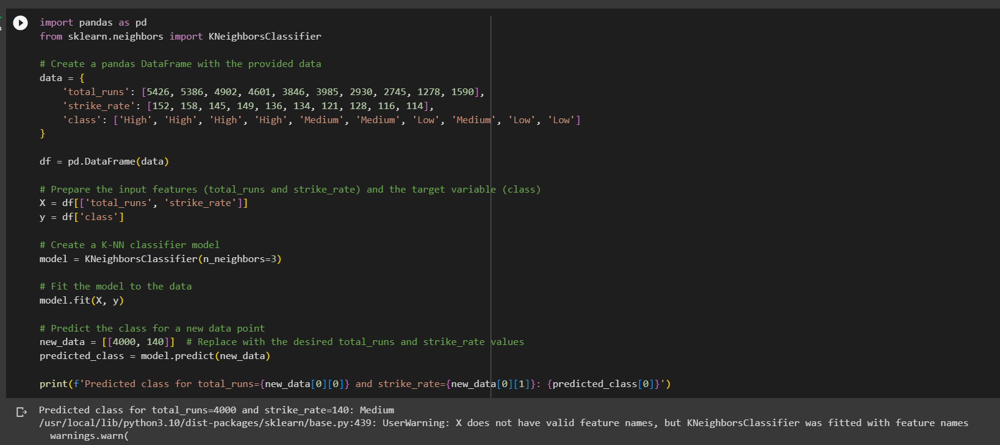 import pandas as pd
from sklearn.neighbors import KNeighborsClassifier
# Create a pandas DataFrame with the provided data
data = {
    'total_runs': [5426, 5386, 4902, 4601, 3846, 3985, 2930, 2745, 1278, 1590],
    'strike_rate': [152, 158, 145, 149, 136, 134, 121, 128, 116, 114],
    'class': ['High', 'High', 'High', 'High', 'Medium', 'Medium', 'Low', 'Medium', 'Low', 'Low']
}
df = pd.DataFrame(data)
# Prepare the input features (total_runs and strike_rate) and the target variable (class)
X = df[['total_runs', 'strike_rate']]
y = df['class']
# Create a K-NN classifier model
model = KNeighborsClassifier(n_neighbors=3)
# Fit the model to the data
model.fit(X, y)
# Predict the class for a new data point
new_data = [[4000, 140]]  # Replace with the desired total_runs and strike_rate values
predicted_class = model.predict(new_data)
print(f'Predicted class for total_runs={new_data[0][0]} and strike_rate={new_data[0][1]}: {predicted_class[0]}')
Predicted class for total_runs=4000 and strike_rate=140: Medium
/usr/local/lib/python3.10/dist-packages/sklearn/base.py:439: UserWarning: X does not have valid feature names, but KNeighborsClassifier was fitted with feature names
  warnings.warn(